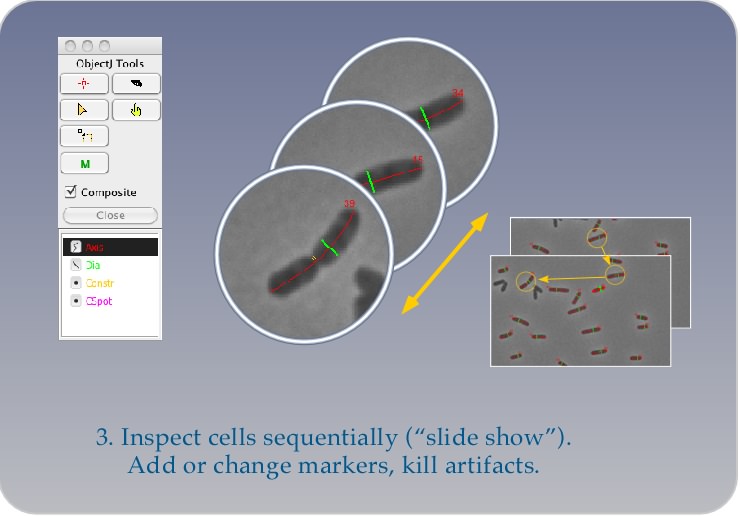 ObjectJ Tools
M
Composite
Close
Axis
Dia
Constr
CSpot
34
39
3. Inspect cells sequentially (“slide show”).
Add or change markers, kill artifacts.